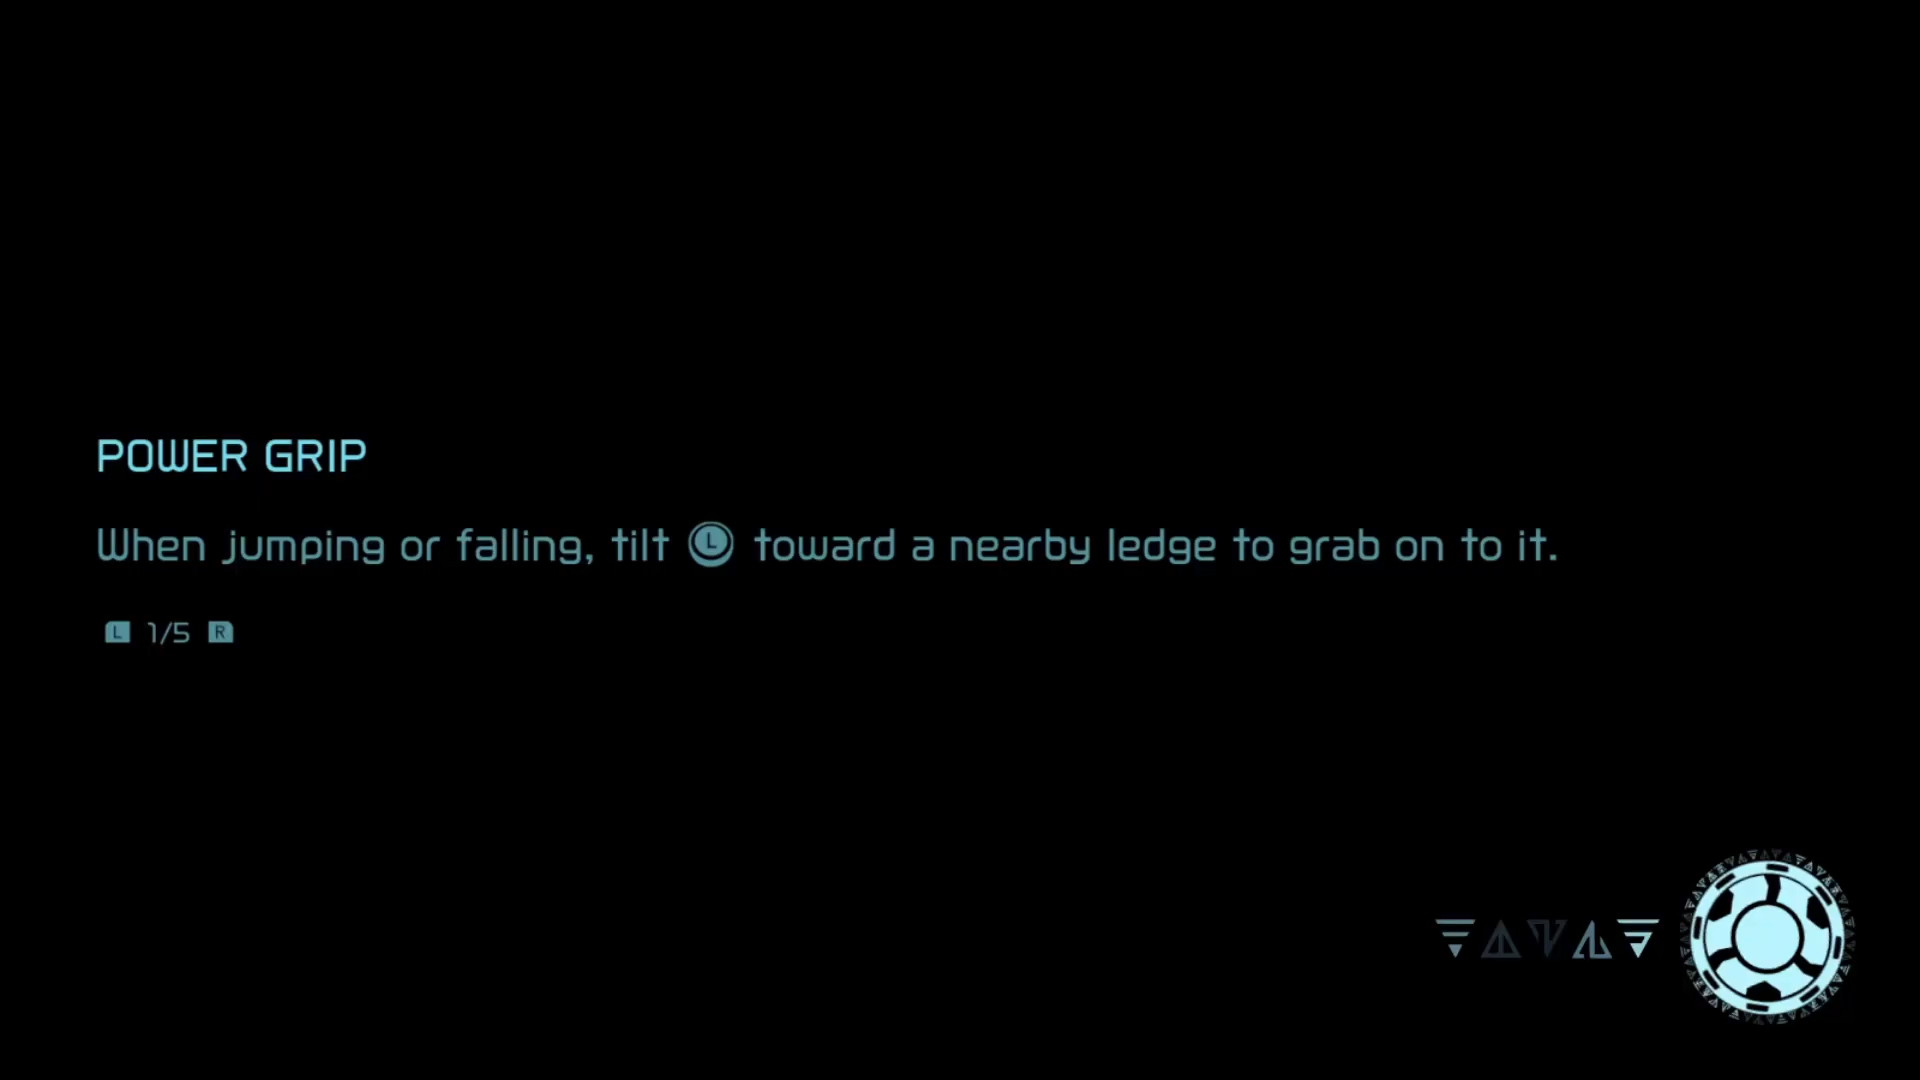 POWER GRIP
When jumping or falling, tilt L toward a nearby ledge to grab on to it.
L 1/5 R